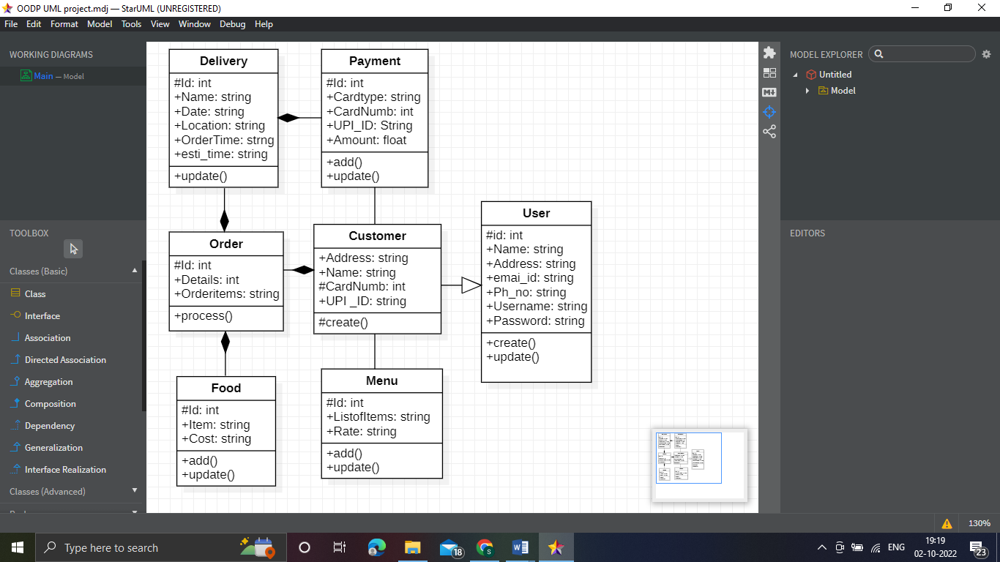 OODP UML project.mdj — StarUML (UNREGISTERED)
File Edit Format Model Tools View Window Debug Help
WORKING DIAGRAMS
Main — Model
TOOLBOX
Classes (Basic)
Class
Interface
Association
Directed Association
Aggregation
Composition
Dependency
Generalization
Interface Realization
Classes (Advanced)
Delivery
#Id: int
+Name: string
+Date: string
+Location: string
+OrderTime: strng
+esti_time: string
+update()
Payment
#Id: int
+Cardtype: string
+CardNumb: int
+UPI_ID: String
+Amount: float
+add()
+update()
Order
#Id: int
+Details: int
+Orderitems: string
+process()
Customer
+Address: string
+Name: string
#CardNumb: int
+UPI _ID: string
#create()
User
#id: int
+Name: string
+Address: string
+emai_id: string
+Ph_no: string
+Username: string
+Password: string
+create()
+update()
Food
#Id: int
+Item: string
+Cost: string
+add()
+update()
Menu
#Id: int
+ListofItems: string
+Rate: string
+add()
+update()
MODEL EXPLORER
Untitled
Model
EDITORS
130%
Type here to search
18
ENG
19:19
02-10-2022
23